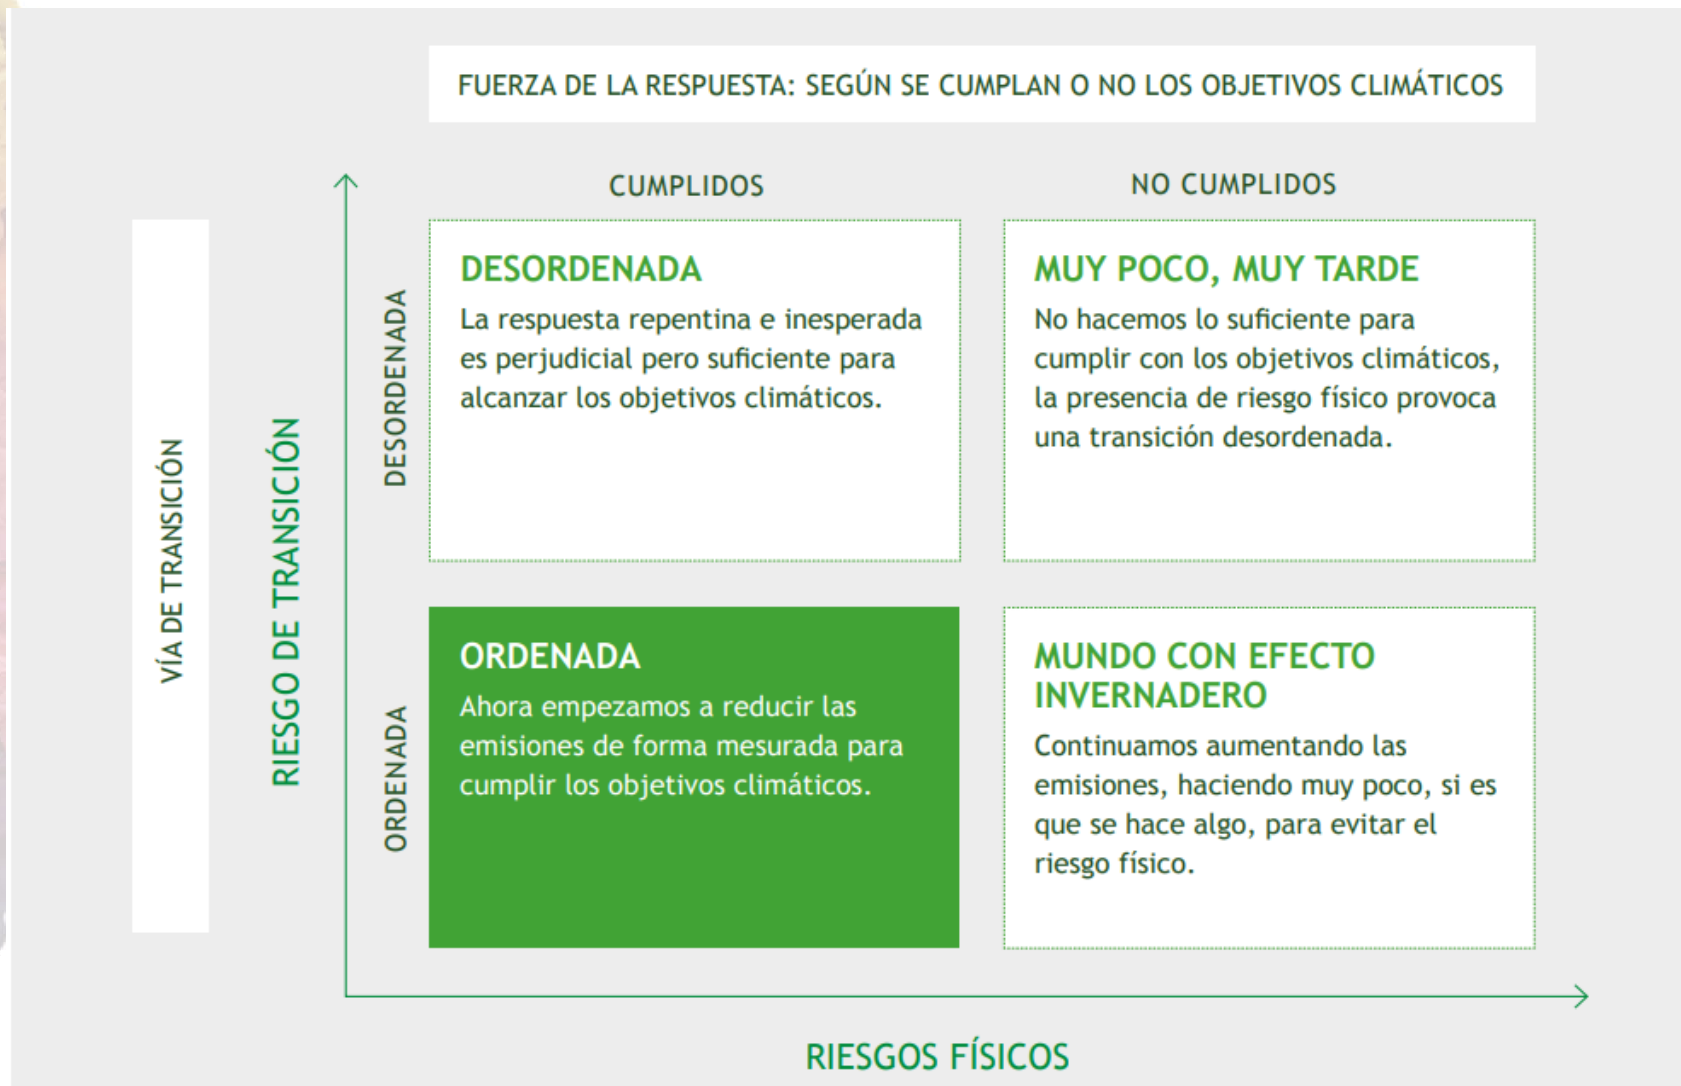 FUERZA DE LA RESPUESTA: SEGÚN SE CUMPLAN O NO LOS OBJETIVOS CLIMÁTICOS
CUMPLIDOS
NO CUMPLIDOS
VÍA DE TRANSICIÓN
RIESGO DE TRANSICIÓN
DESORDENADA
DESORDENADA
La respuesta repentina e inesperada
es perjudicial pero suficiente para
alcanzar los objetivos climáticos.
MUY POCO, MUY TARDE
No hacemos lo suficiente para
cumplir con los objetivos climáticos,
la presencia de riesgo físico provoca
una transición desordenada.
ORDENADA
ORDENADA
Ahora empezamos a reducir las
emisiones de forma mesurada para
cumplir los objetivos climáticos.
MUNDO CON EFECTO
INVERNADERO
Continuamos aumentando las
emisiones, haciendo muy poco, si es
que se hace algo, para evitar el
riesgo físico.
RIESGOS FÍSICOS